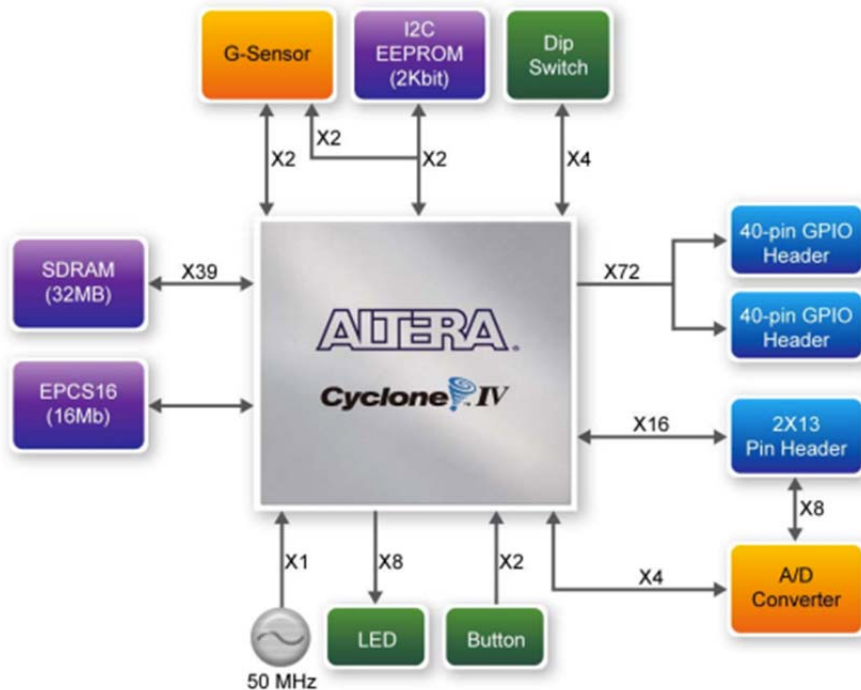 G-Sensor
I2C
EEPROM
(2Kbit)
Dip
Switch
X2
X2
X2
X4
SDRAM
(32MB)
X39
EPCS16
(16Mb)
ALTERA®
Cyclone™ IV
X72
40-pin GPIO
Header
40-pin GPIO
Header
X16
2X13
Pin Header
X8
X1
X8
X2
X4
A/D
Converter
50 MHz
LED
Button